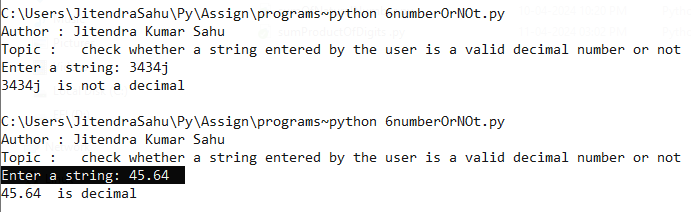 C:\Users\JitendraSahu\Py\Assign\programs~python 6numberOrNOt.py
Author : Jitendra Kumar Sahu
Topic :   check whether a string entered by the user is a valid decimal number or not
Enter a string: 3434j
3434j  is not a decimal
C:\Users\JitendraSahu\Py\Assign\programs~python 6numberOrNOt.py
Author : Jitendra Kumar Sahu
Topic :   check whether a string entered by the user is a valid decimal number or not
Enter a string: 45.64
45.64  is decimal